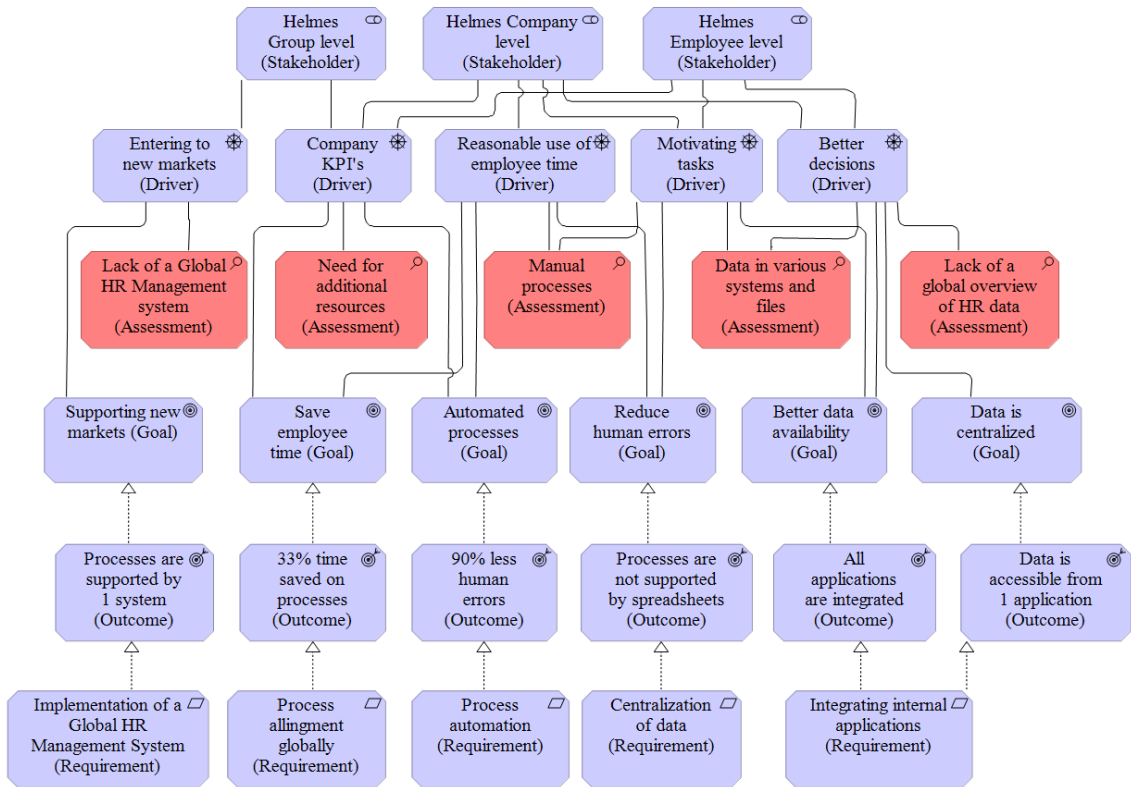 Helmes
Group level
(Stakeholder)
Helmes Company
level
(Stakeholder)
Helmes
Employee level
(Stakeholder)
Entering to
new markets
(Driver)
Company
KPI's
(Driver)
Reasonable use of
employee time
(Driver)
Motivating
tasks
(Driver)
Better
decisions
(Driver)
Lack of a Global
HR Management
system
(Assessment)
Need for
additional
resources
(Assessment)
Manual
processes
(Assessment)
Data in various
systems and
files
(Assessment)
Lack of a
global overview
of HR data
(Assessment)
Supporting new
markets (Goal)
Save
employee
time (Goal)
Automated
processes
(Goal)
Reduce
human errors
(Goal)
Better data
availability
(Goal)
Data is
centralized
(Goal)
Processes are
supported by
1 system
(Outcome)
33% time
saved on
processes
(Outcome)
90% less
human
errors
(Outcome)
Processes are
not supported
by spreadsheets
(Outcome)
All
applications
are integrated
(Outcome)
Data is
accessible from
1 application
(Outcome)
Implementation of a
Global HR
Management System
(Requirement)
Process
allingment
globally
(Requirement)
Process
automation
(Requirement)
Centralization
of data
(Requirement)
Integrating internal
applications
(Requirement)